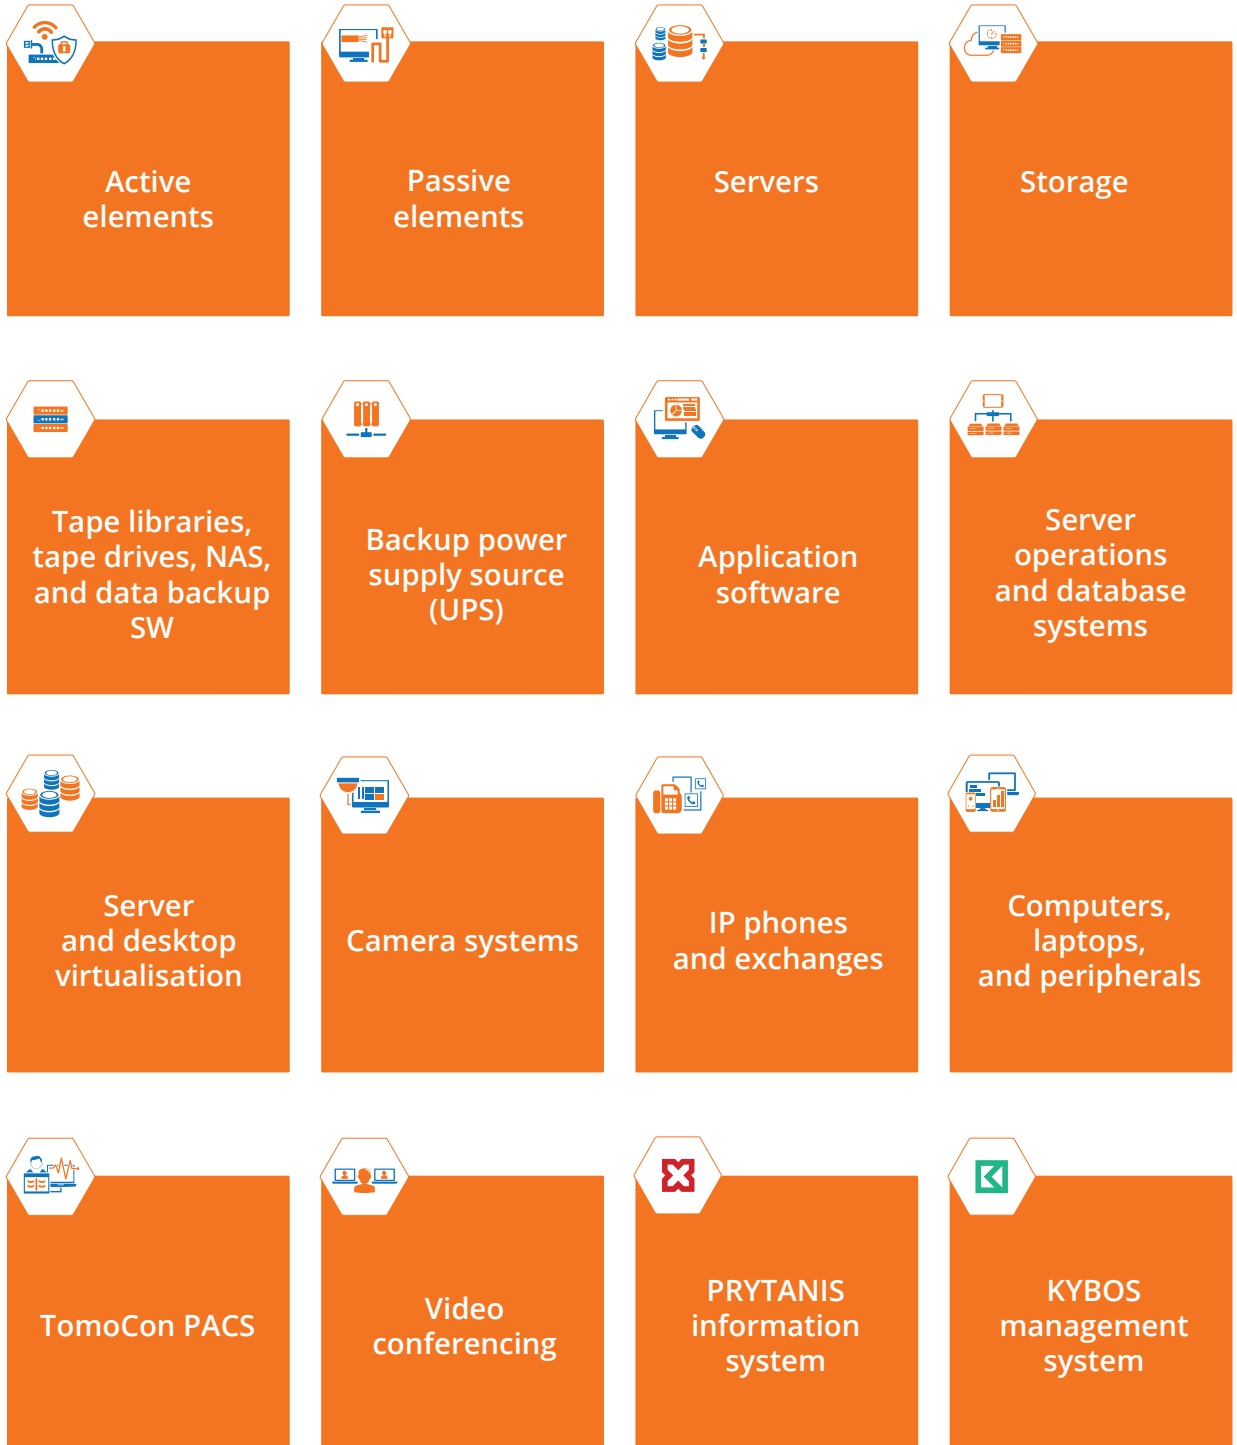 Active
elements
Passive
elements
Servers
Storage
Tape libraries,
tape drives, NAS,
and data backup
SW
Backup power
supply source
(UPS)
Application
software
Server
operations
and database
systems
Server
and desktop
virtualisation
Camera systems
IP phones
and exchanges
Computers,
laptops,
and peripherals
TomoCon PACS
Video
conferencing
PRYTANIS
information
system
KYBOS
management
system